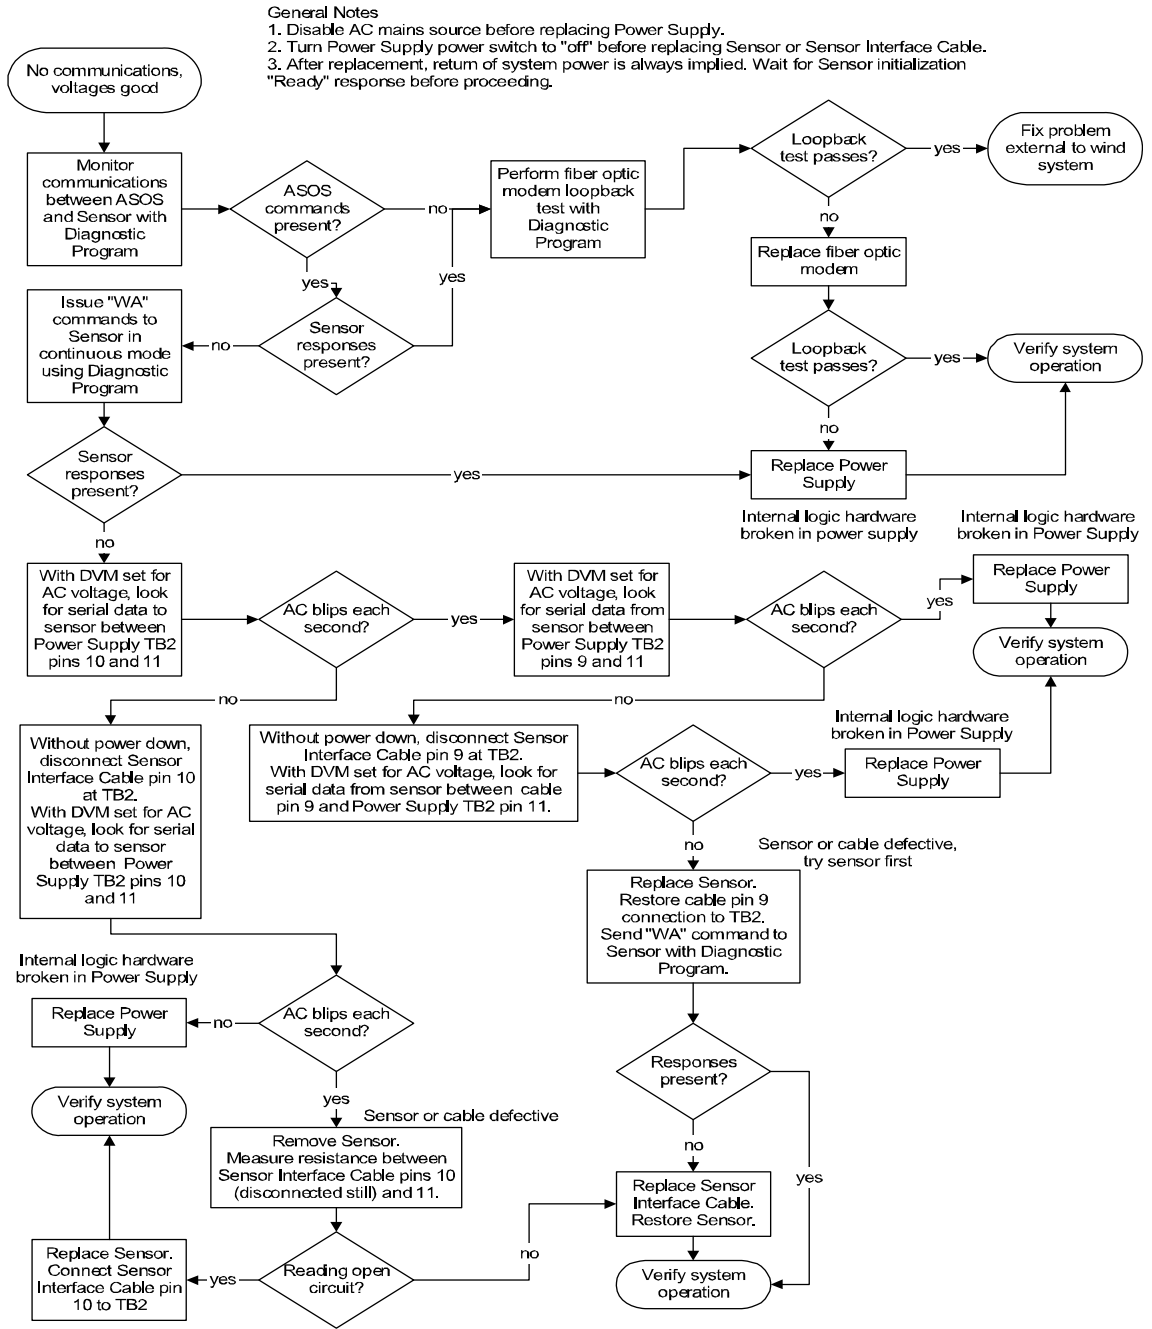 General Notes
1. Disable AC mains source before replacing Power Supply.
2. Turn Power Supply power switch to "off" before replacing Sensor or Sensor Interface Cable.
3. After replacement, return of system power is always implied. Wait for Sensor initialization
"Ready" response before proceeding.
No communications,
voltages good
Monitor
communications
between ASOS
and Sensor with
Diagnostic
Program
ASOS
commands
present?
no
yes
Perform fiber optic
modem loopback
test with
Diagnostic
Program
Loopback
test passes?
yes
Fix problem
external to wind
system
no
Replace fiber optic
modem
Issue "WA"
commands to
Sensor in
continuous mode
using Diagnostic
Program
no
Sensor
responses
present?
yes
Loopback
test passes?
yes
Verify system
operation
no
Sensor
responses
present?
yes
Replace Power
Supply
Internal logic hardware
broken in power supply
no
Internal logic hardware
broken in Power Supply
With DVM set for
AC voltage, look
for serial data to
sensor between
Power Supply TB2
pins 10 and 11
AC blips each
second?
yes
With DVM set for
AC voltage, look
for serial data from
sensor between
Power Supply TB2
pins 9 and 11
AC blips each
second?
yes
Replace Power
Supply
Verify system
operation
no
no
Without power down,
disconnect Sensor
Interface Cable pin 10
at TB2.
With DVM set for AC
voltage, look for serial
data to sensor
between Power
Supply TB2 pins 10
and 11
Without power down, disconnect Sensor
Interface Cable pin 9 at TB2.
With DVM set for AC voltage, look for
serial data from sensor between cable
pin 9 and Power Supply TB2 pin 11.
AC blips each
second?
yes
Internal logic hardware
broken in Power Supply
Replace Power
Supply
no
Sensor or cable defective,
try sensor first
Replace Sensor.
Restore cable pin 9
connection to TB2.
Send "WA" command to
Sensor with Diagnostic
Program.
Internal logic hardware
broken in Power Supply
Replace Power
Supply
no
AC blips each
second?
Verify system
operation
yes
Sensor or cable defective
Responses
present?
no
yes
Remove Sensor.
Measure resistance between
Sensor Interface Cable pins 10
(disconnected still) and 11.
Replace Sensor
Interface Cable.
Restore Sensor.
Replace Sensor.
Connect Sensor
Interface Cable pin
10 to TB2
yes
Reading open
circuit?
no
Verify system
operation